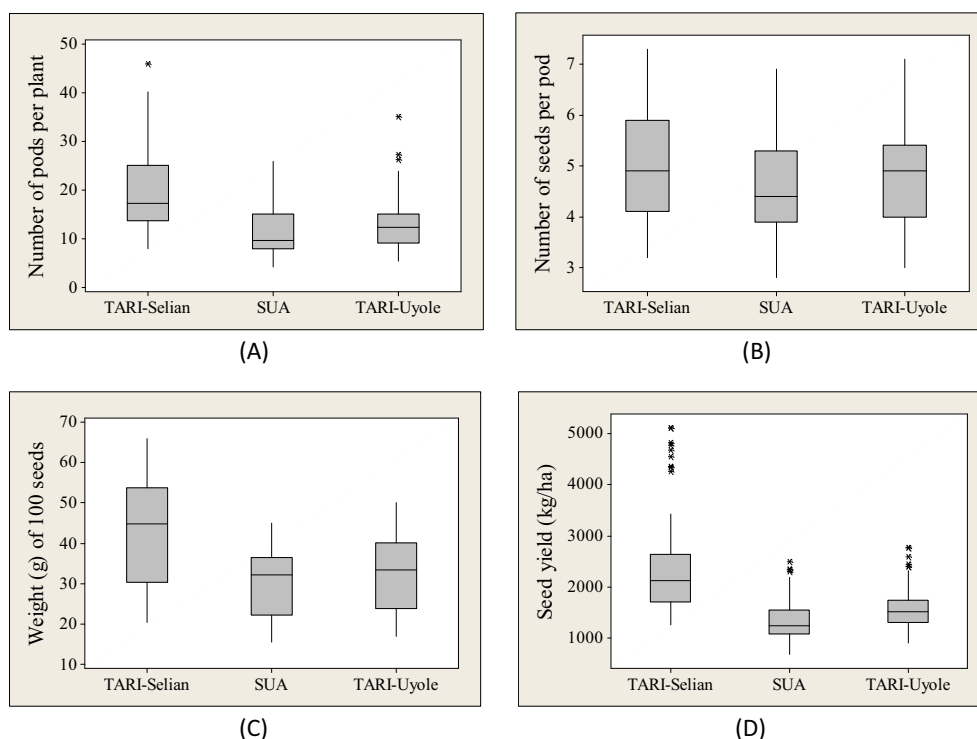 Number of pods per plant
50
40
30
20
10
0
TARI-Selian SUA TARI-Uyole
(A)
Number of seeds per pod
7
6
5
4
3
TARI-Selian SUA TARI-Uyole
(B)
Weight (g) of 100 seeds
70
60
50
40
30
20
10
TARI-Selian SUA TARI-Uyole
(C)
Seed yield (kg/ha)
5000
4000
3000
2000
1000
TARI-Selian SUA TARI-Uyole
(D)